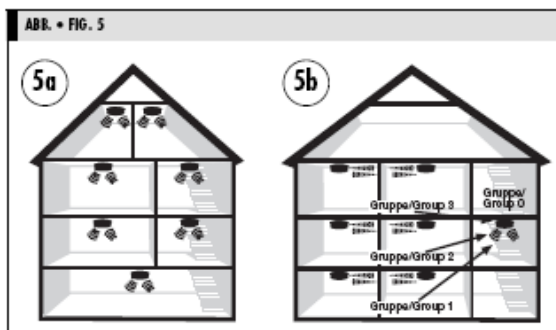 ABB. • FIG. 5
5a
5b
Gruppe/
Group 0
Gruppe/Group 3
Gruppe/Group 2
Gruppe/Group 1